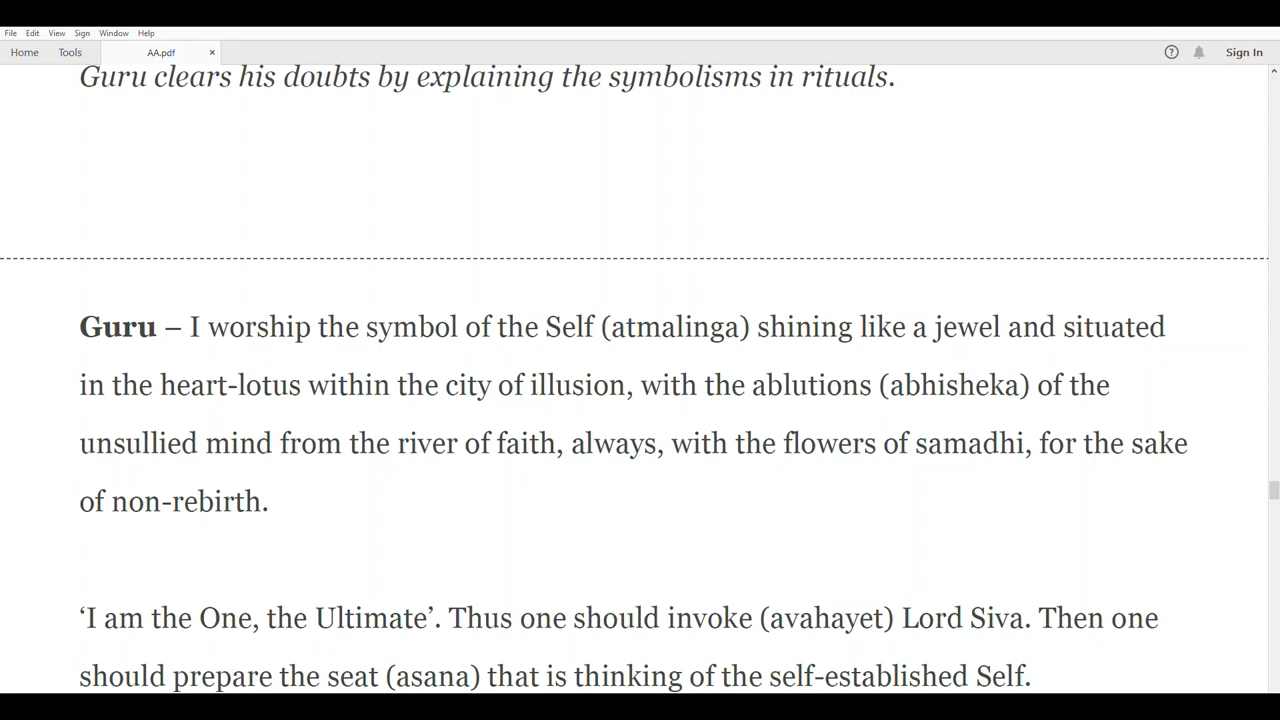 File Edit View Sign Window Help
Home Tools AA.pdf × ? Sign In
Guru clears his doubts by explaining the symbolisms in rituals.
Guru – I worship the symbol of the Self (atmalinga) shining like a jewel and situated
in the heart-lotus within the city of illusion, with the ablutions (abhisheka) of the
unsullied mind from the river of faith, always, with the flowers of samadhi, for the sake
of non-rebirth.
‘I am the One, the Ultimate’. Thus one should invoke (avahayet) Lord Siva. Then one
should prepare the seat (asana) that is thinking of the self-established Self.